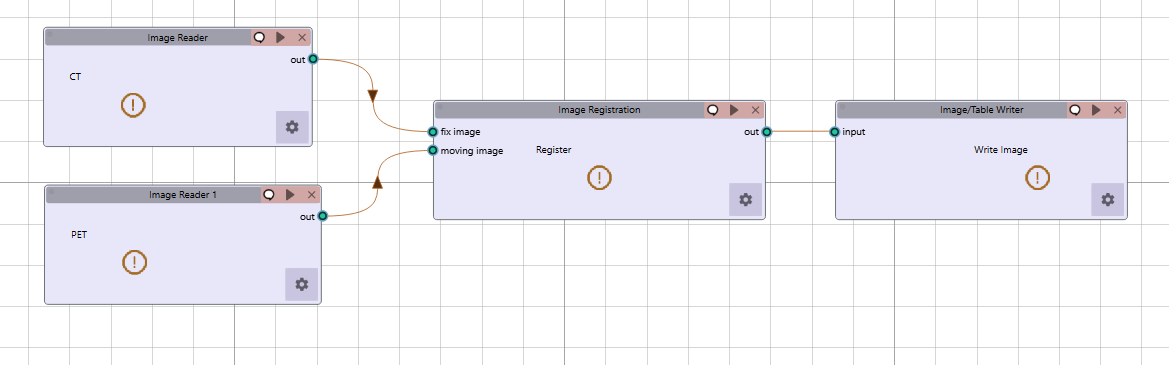 Image Reader
out
CT
Image Registration
fix image
out
moving image
Register
Image/Table Writer
input
Write Image
Image Reader 1
out
PET